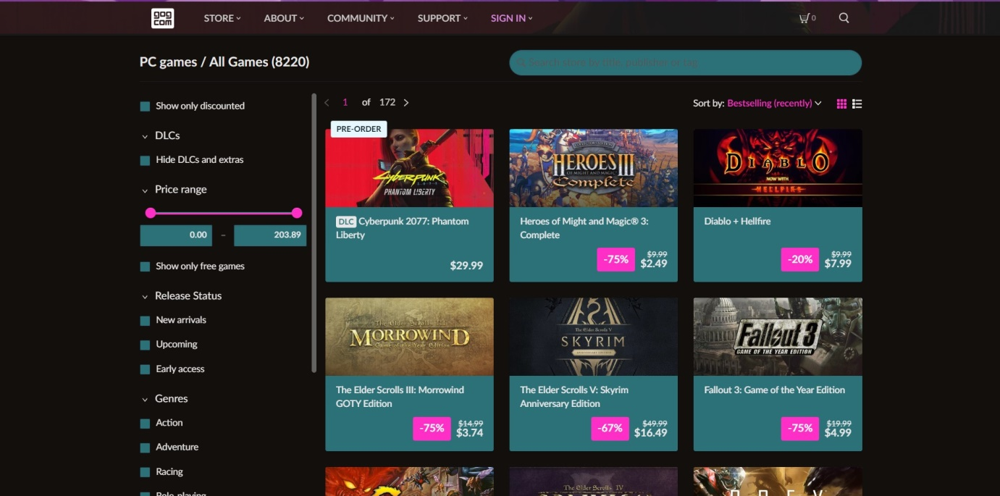 gog
com
STORE ABOUT COMMUNITY SUPPORT SIGN IN 0
PC games / All Games (8220)
Search store by title, publisher or tag
Show only discounted
DLCs
Hide DLCs and extras
Price range
0.00 – 203.89
Show only free games
Release Status
New arrivals
Upcoming
Early access
Genres
Action
Adventure
Racing
Role-playing
1 of 172
Sort by: Bestselling (recently)
PRE-ORDER
CYBERPUNK
PHANTOM LIBERTY
DLC Cyberpunk 2077: Phantom
Liberty
$29.99
HEROES III
OF MIGHT AND MAGIC
Complete
Heroes of Might and Magic® 3:
Complete
-75% $9.99
$2.49
DIABLO
NOW WITH
HELLFIRE
Diablo + Hellfire
-20% $9.99
$7.99
The Elder Scrolls III
MORROWIND
Game of the Year Edition
The Elder Scrolls III: Morrowind
GOTY Edition
-75% $14.99
$3.74
The Elder Scrolls V
SKYRIM
ANNIVERSARY EDITION
The Elder Scrolls V: Skyrim
Anniversary Edition
-67% $49.99
$16.49
Fallout 3
GAME OF THE YEAR EDITION
Fallout 3: Game of the Year Edition
-75% $19.99
$4.99
The Elder Scrolls IV